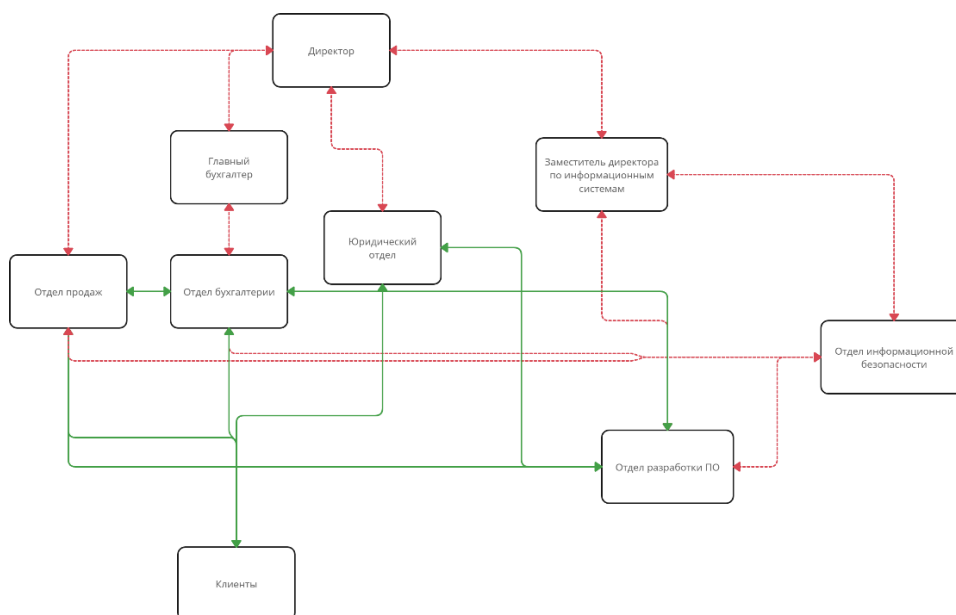 Директор
Главный
бухгалтер
Заместитель директора
по информационным
системам
Юридический
отдел
Отдел продаж
Отдел бухгалтерии
Отдел информационной
безопасности
Отдел разработки ПО
Клиенты